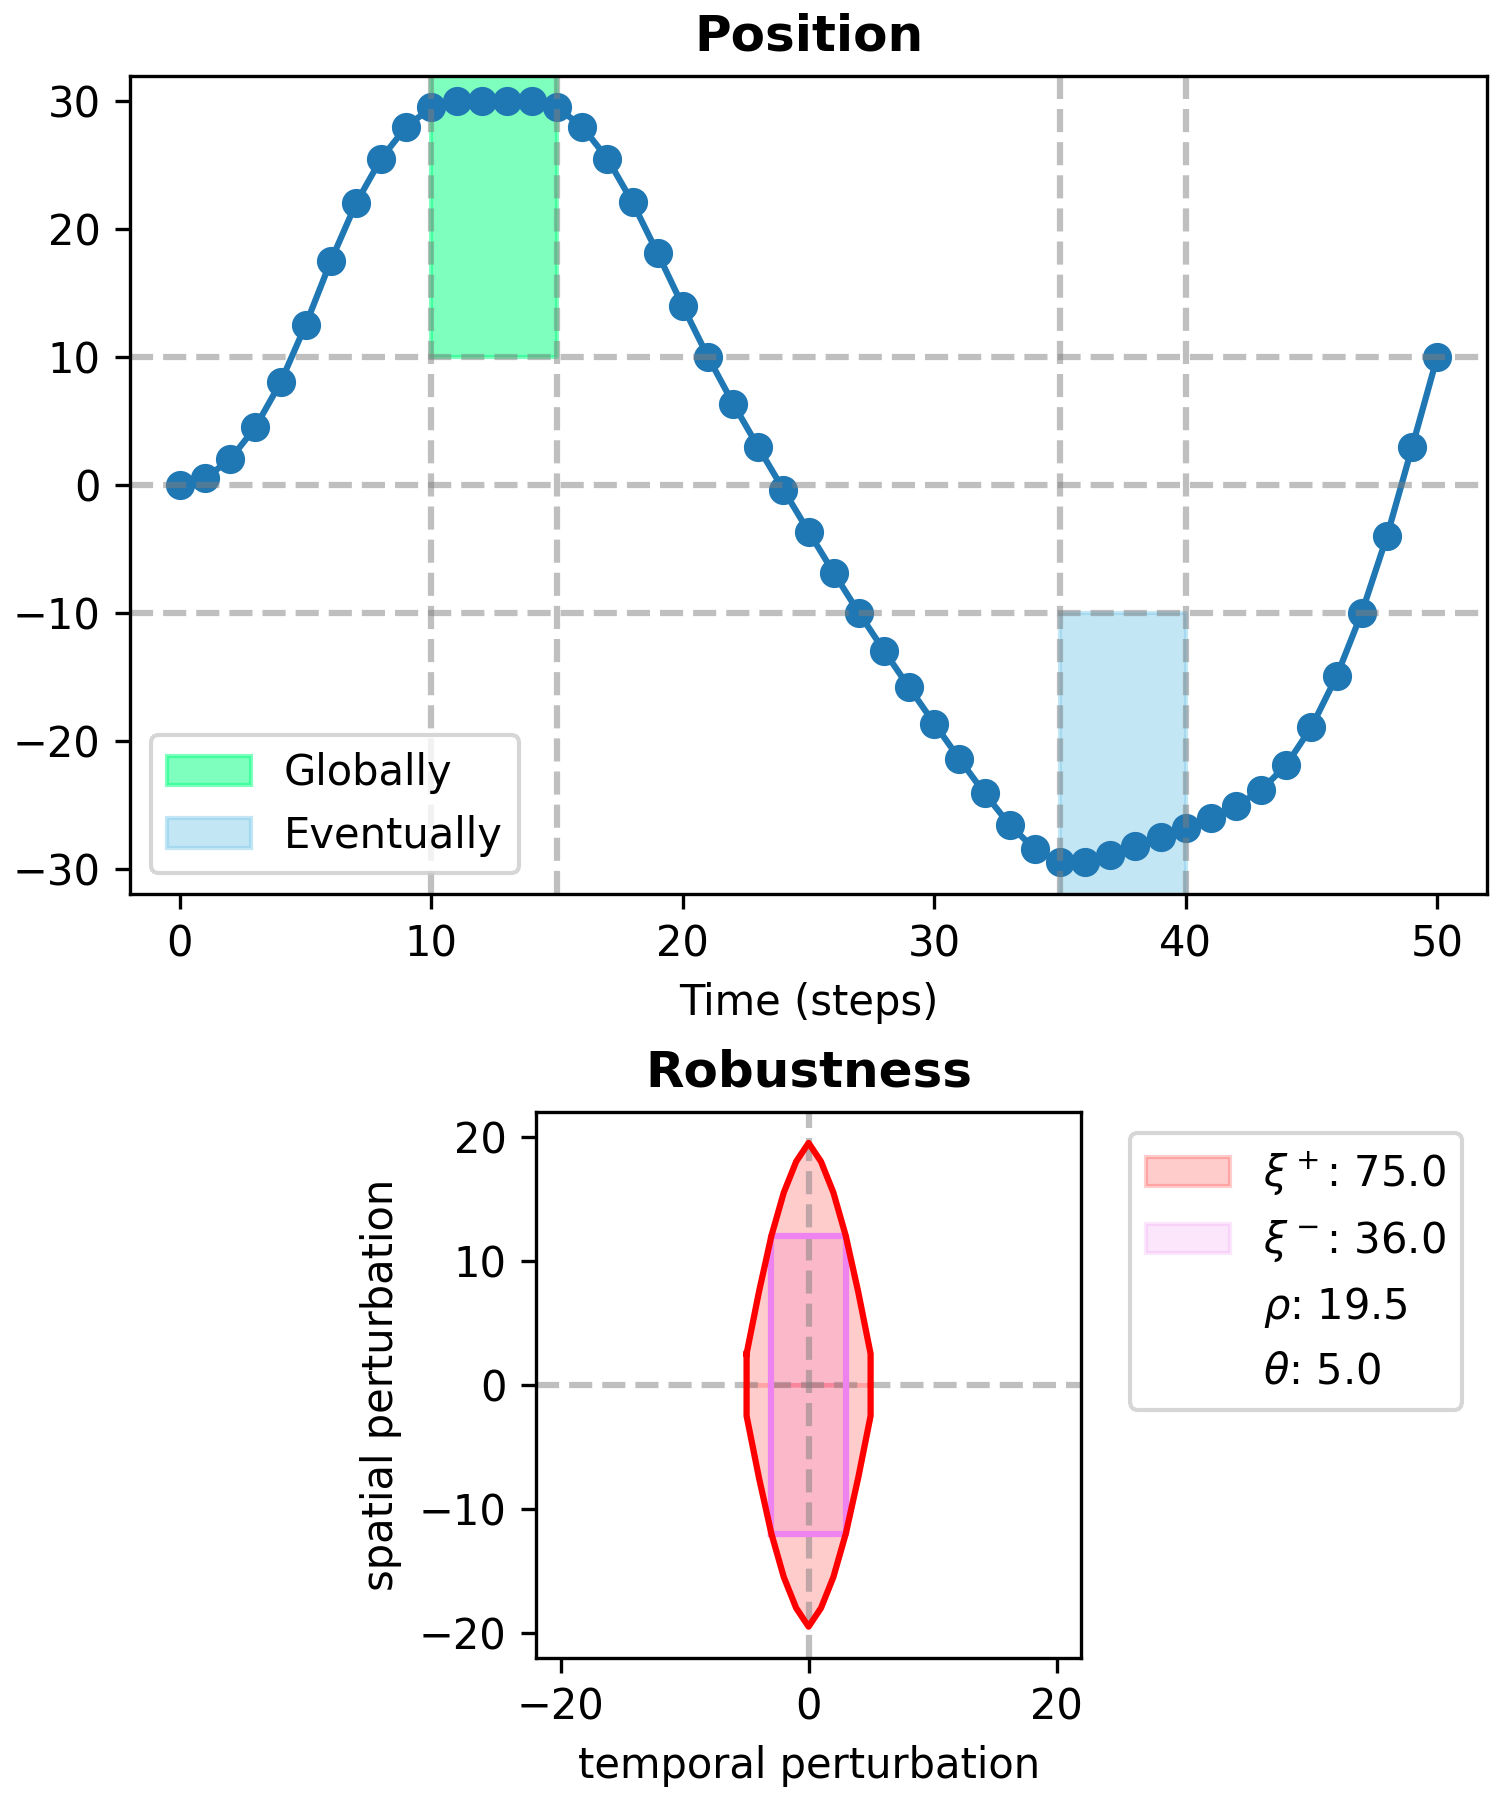 Position
30
20
10
0
−10
−20
−30
Globally
Eventually
0 10 20 30 40 50
Time (steps)
Robustness
20
10
0
−10
−20
spatial perturbation
−20 0 20
temporal perturbation
ξ⁺: 75.0
ξ⁻: 36.0
ρ: 19.5
θ: 5.0